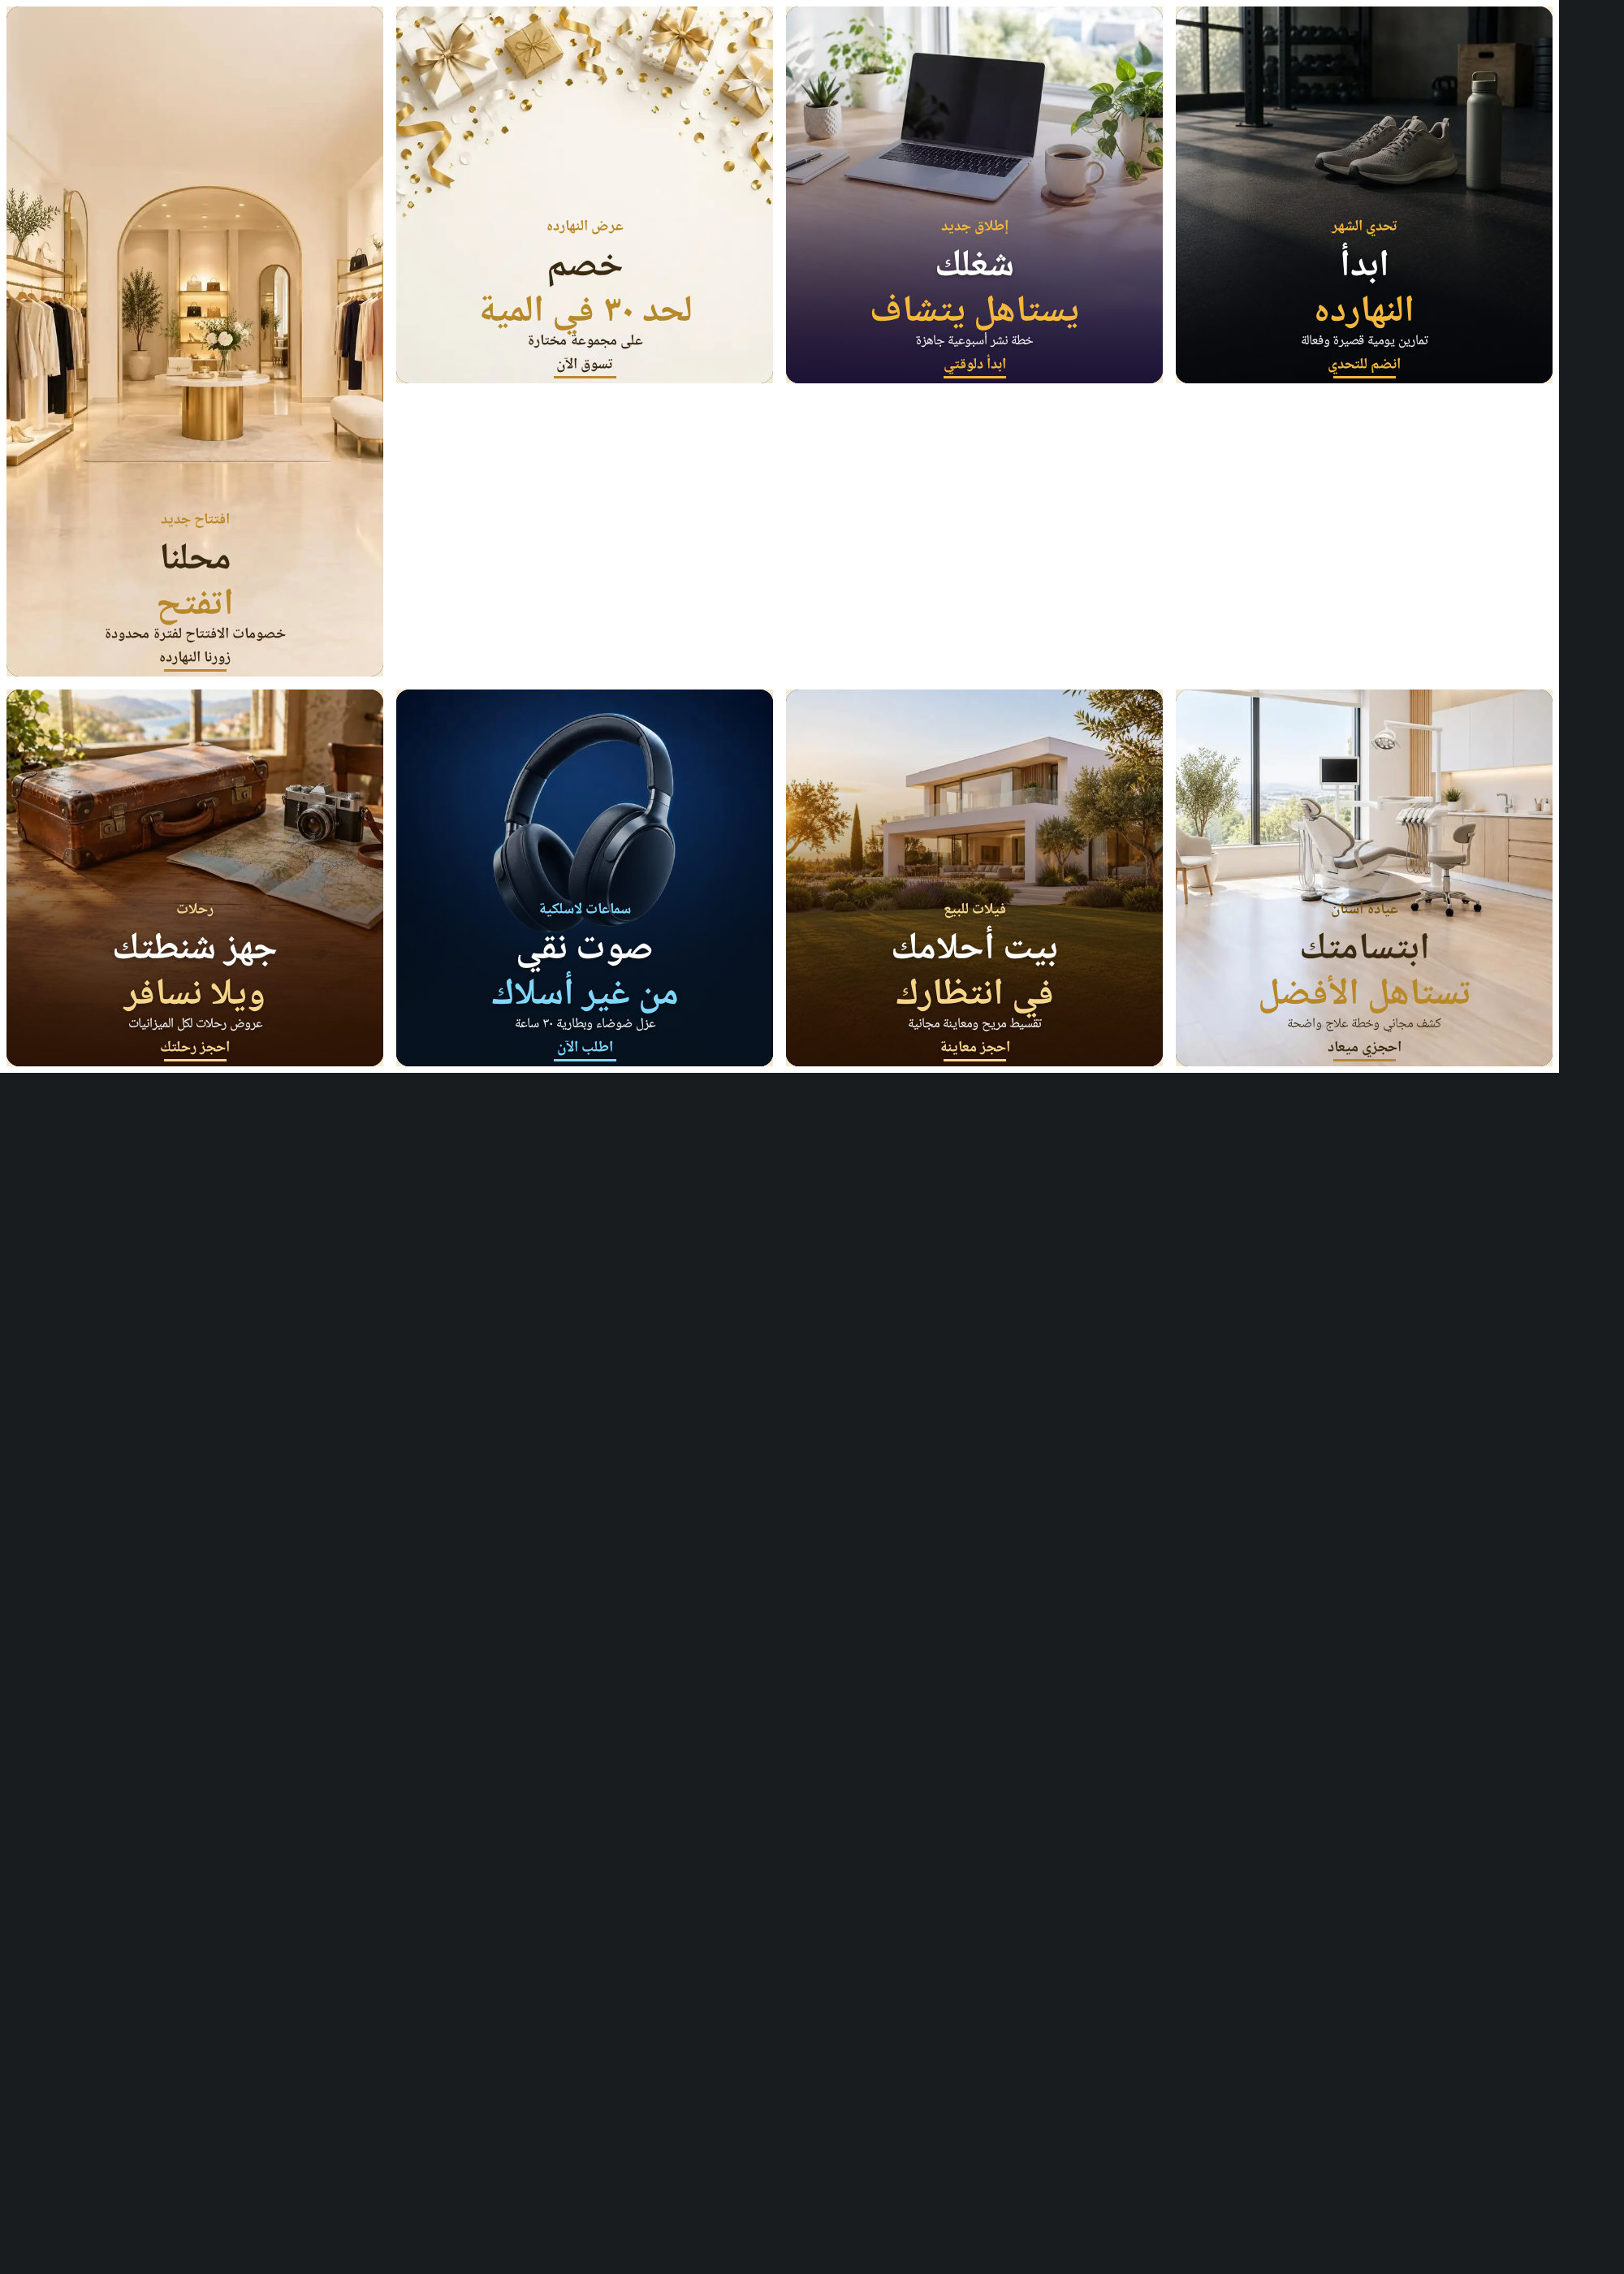 افتتاح جديد
محلنا
اتفتح
خصومات الافتتاح لفترة محدودة
زورنا النهارده
عرض النهارده
خصم
لحد ٣٠ في المية
على مجموعة مختارة
تسوق الآن
إطلاق جديد
شغلك
يستاهل يتشاف
خطة نشر أسبوعية جاهزة
ابدأ دلوقتي
تحدي الشهر
ابدأ
النهارده
تمارين يومية قصيرة وفعالة
انضم للتحدي
رحلات
جهز شنطتك
ويلا نسافر
عروض رحلات لكل الميزانيات
احجز رحلتك
سماعات لاسلكية
صوت نقي
من غير أسلاك
عزل ضوضاء وبطارية ٣٠ ساعة
اطلب الآن
فيلات للبيع
بيت أحلامك
في انتظارك
تقسيط مريح ومعاينة مجانية
احجز معاينة
عيادة أسنان
ابتسامتك
تستاهل الأفضل
كشف مجاني وخطة علاج واضحة
احجزي ميعاد